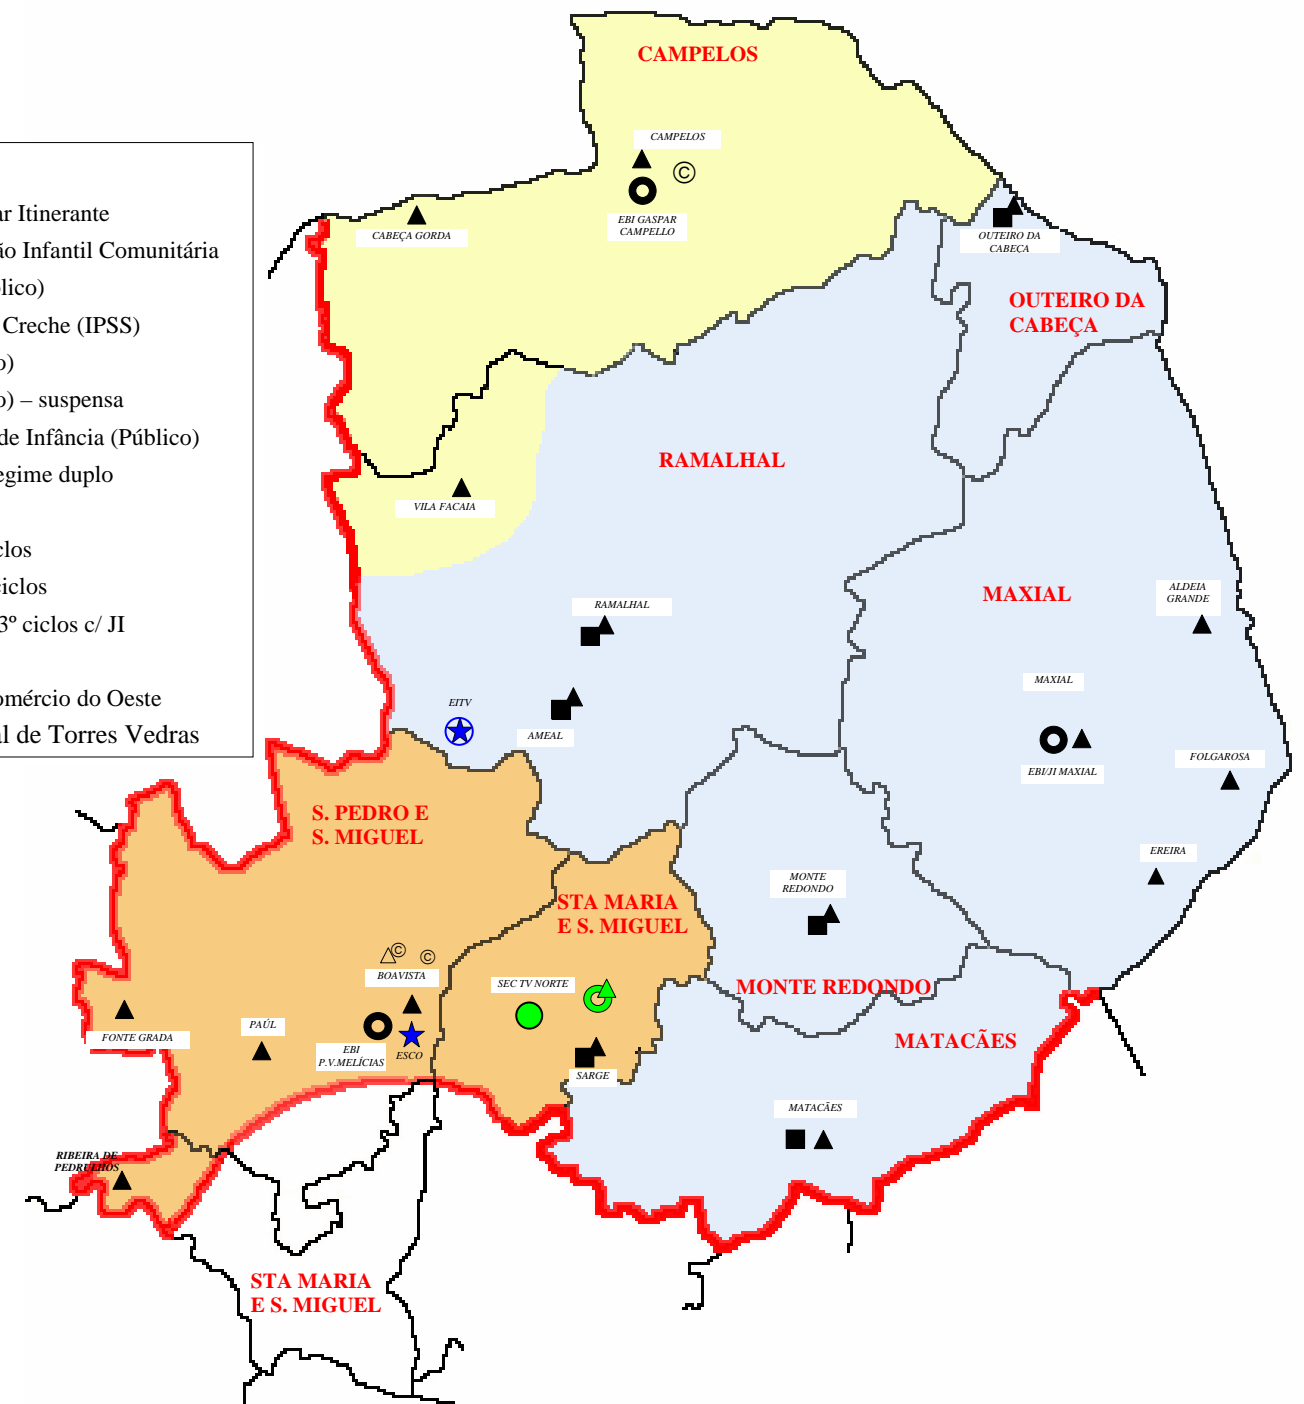 CAMPELOS
CAMPELOS
©
EBI GASPAR
CAMPELLO
CABEÇA GORDA
OUTEIRO DA
CABEÇA
OUTEIRO DA
CABEÇA
ar Itinerante
ão Infantil Comunitária
lico)
Creche (IPSS)
o)
o) – suspensa
de Infância (Público)
egime duplo
clos
ciclos
3º ciclos c/ JI
omércio do Oeste
al de Torres Vedras
RAMALHAL
VILA FACAIA
RAMALHAL
MAXIAL
ALDEIA
GRANDE
MAXIAL
EITV
AMEAL
EBI/JI MAXIAL
FOLGAROSA
S. PEDRO E
S. MIGUEL
EREIRA
MONTE
REDONDO
STA MARIA
E S. MIGUEL
© ©
BOAVISTA
SEC TV NORTE
MONTE REDONDO
FONTE GRADA
PAÚL
EBI
P.V.MELÍCIAS
ESCO
SARGE
MATACÃES
MATACÃES
RIBEIRA DE
PEDRULHOS
STA MARIA
E S. MIGUEL